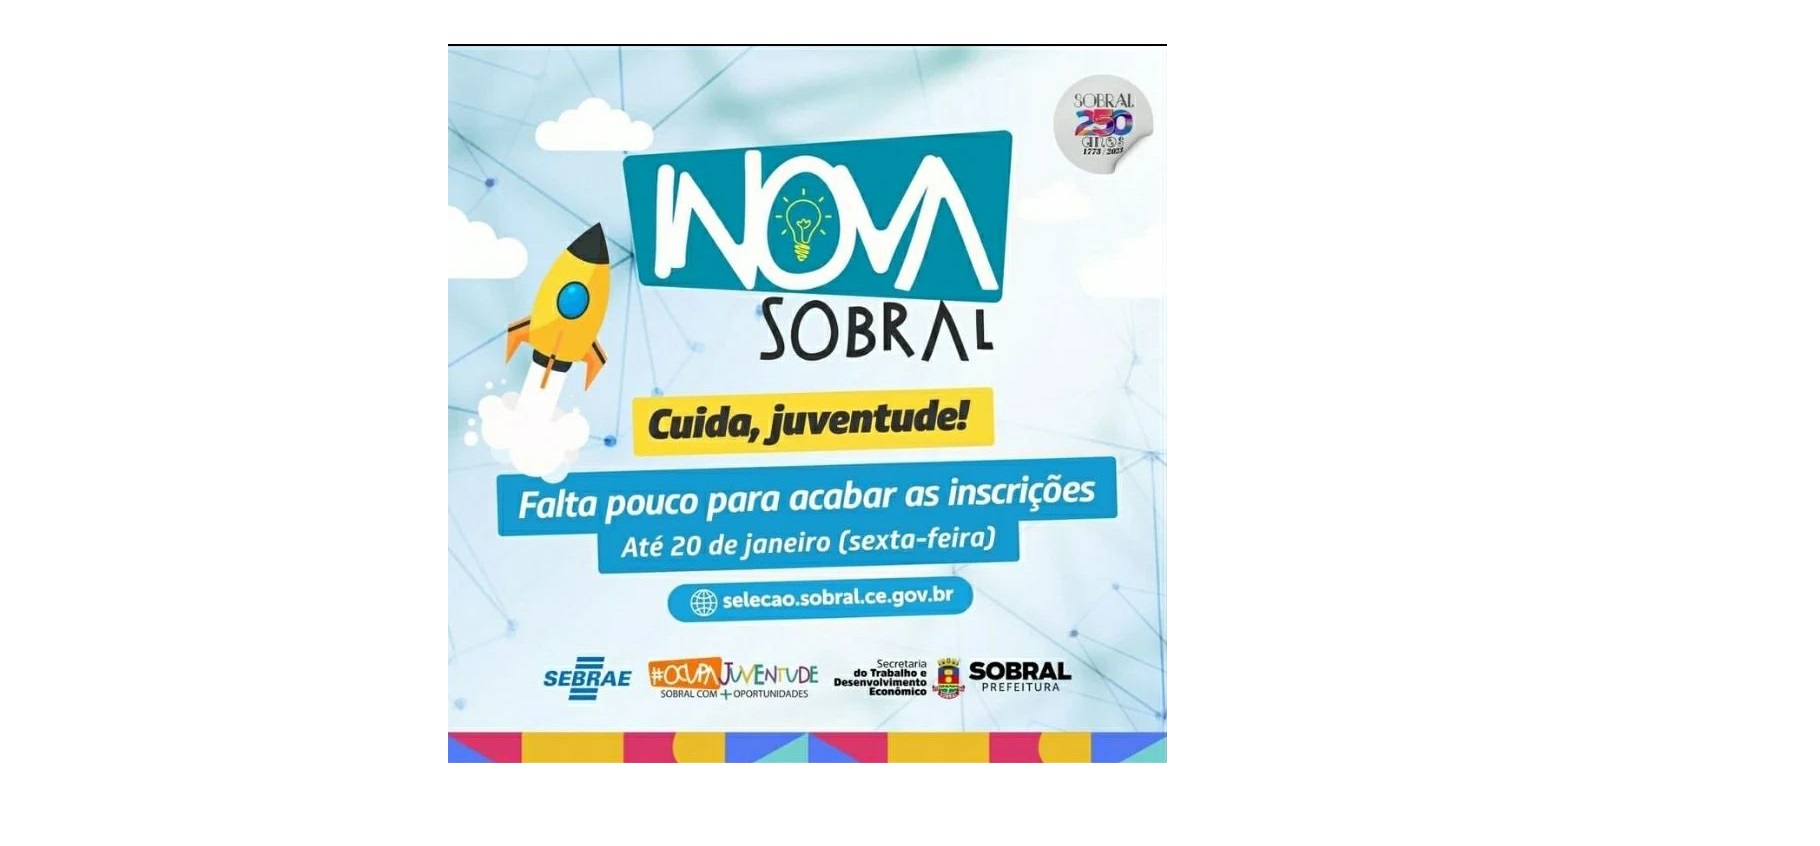 SOBRAL
250
anos
1773 / 2023
INOVA
SOBRAL
Cuida, juventude!
Falta pouco para acabar as inscrições
Até 20 de janeiro (sexta-feira)
selecao.sobral.ce.gov.br
SEBRAE
#OCUPAJUVENTUDE
SOBRAL COM + OPORTUNIDADES
Secretaria
do Trabalho e
Desenvolvimento
Econômico
SOBRAL
PREFEITURA